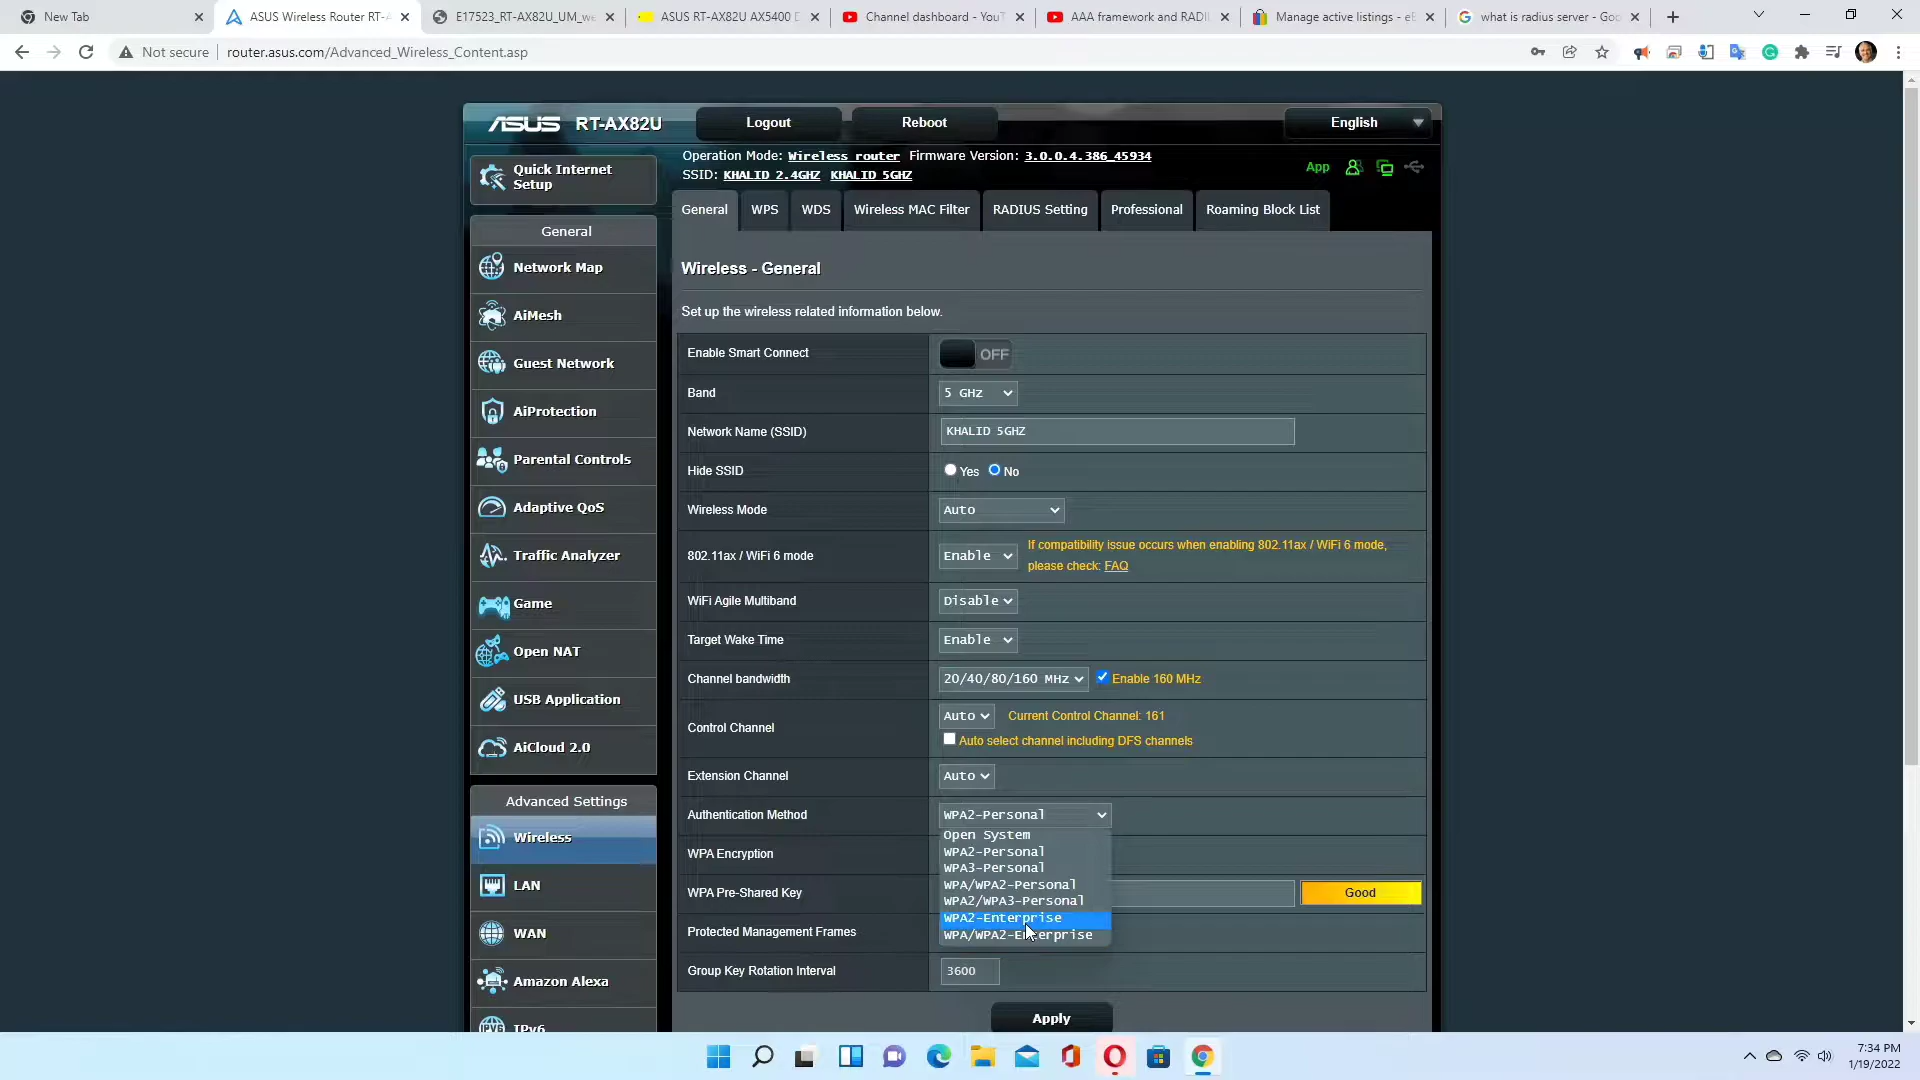 New Tab
ASUS Wireless Router RT-
E17523_RT-AX82U_UM_we
ASUS RT-AX82U AX5400 D
Channel dashboard - YouT
AAA framework and RADI
Manage active listings - eB
what is radius server - Goo
Not secure
router.asus.com/Advanced_Wireless_Content.asp
ASUS RT-AX82U
Logout
Reboot
English
Operation Mode: Wireless router Firmware Version: 3.0.0.4.386_45934
SSID: KHALID 2.4GHZ KHALID 5GHZ
App
Quick Internet
Setup
General
Network Map
AiMesh
Guest Network
AiProtection
Parental Controls
Adaptive QoS
Traffic Analyzer
Game
Open NAT
USB Application
AiCloud 2.0
Advanced Settings
Wireless
LAN
WAN
Amazon Alexa
IPv6
General
WPS
WDS
Wireless MAC Filter
RADIUS Setting
Professional
Roaming Block List
Wireless - General
Set up the wireless related information below.
Enable Smart Connect
OFF
Band
5 GHz
Network Name (SSID)
KHALID 5GHZ
Hide SSID
Yes No
Wireless Mode
Auto
802.11ax / WiFi 6 mode
Enable
If compatibility issue occurs when enabling 802.11ax / WiFi 6 mode,
please check: FAQ
WiFi Agile Multiband
Disable
Target Wake Time
Enable
Channel bandwidth
20/40/80/160 MHz
Enable 160 MHz
Control Channel
Auto
Current Control Channel: 161
Auto select channel including DFS channels
Extension Channel
Auto
Authentication Method
WPA2-Personal
Open System
WPA2-Personal
WPA3-Personal
WPA/WPA2-Personal
WPA2/WPA3-Personal
WPA2-Enterprise
WPA/WPA2-Enterprise
WPA Encryption
WPA Pre-Shared Key
Good
Protected Management Frames
Group Key Rotation Interval
3600
Apply
7:34 PM
1/19/2022